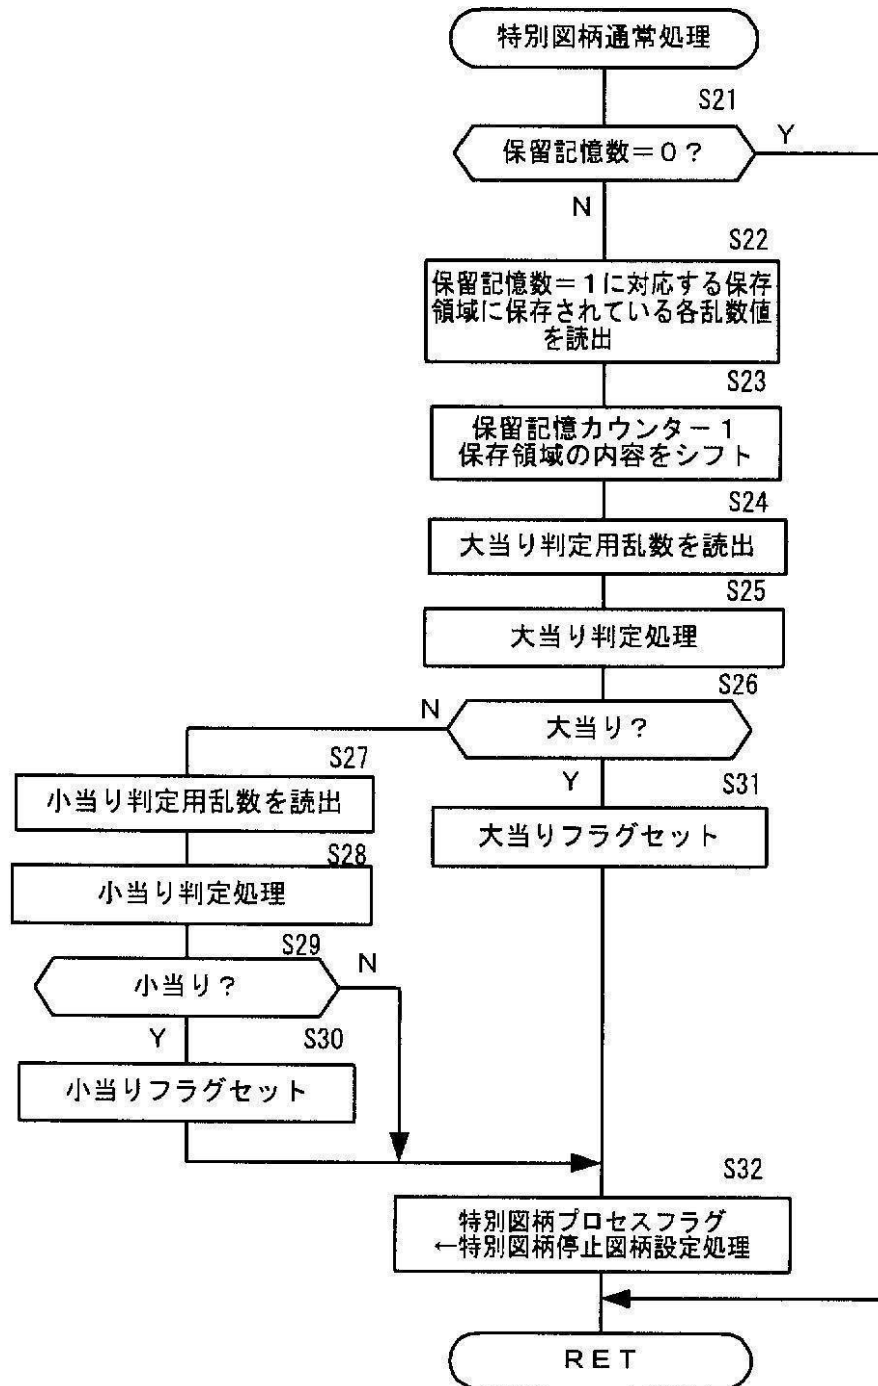 特別図柄通常処理
S21
保留記憶数＝０？
Y
N
S22
保留記憶数＝１に対応する保存
領域に保存されている各乱数値
を読出
S23
保留記憶カウンター１
保存領域の内容をシフト
S24
大当り判定用乱数を読出
S25
大当り判定処理
S26
大当り？
N
Y
S27
小当り判定用乱数を読出
S31
大当りフラグセット
S28
小当り判定処理
S29
小当り？
N
Y
S30
小当りフラグセット
S32
特別図柄プロセスフラグ
←特別図柄停止図柄設定処理
ＲＥＴ